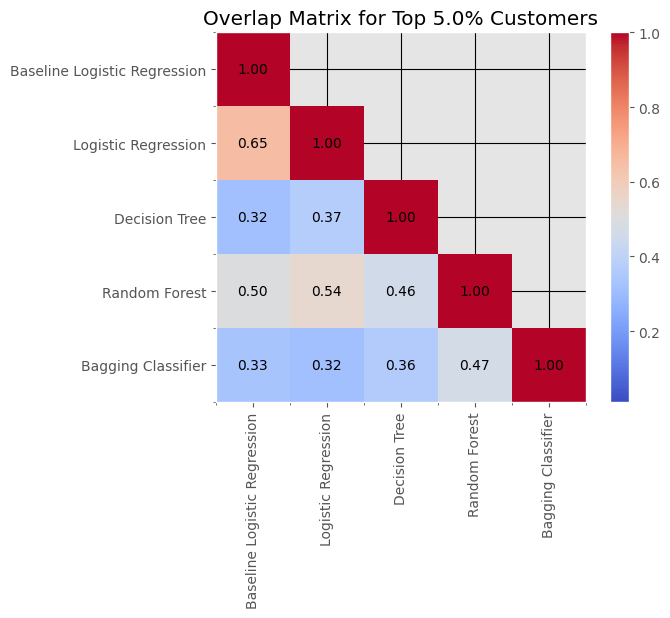 Overlap Matrix for Top 5.0% Customers
Baseline Logistic Regression
1.00
Logistic Regression
0.65
1.00
Decision Tree
0.32
0.37
1.00
Random Forest
0.50
0.54
0.46
1.00
Bagging Classifier
0.33
0.32
0.36
0.47
1.00
Baseline Logistic Regression
Logistic Regression
Decision Tree
Random Forest
Bagging Classifier
1.0
0.8
0.6
0.4
0.2